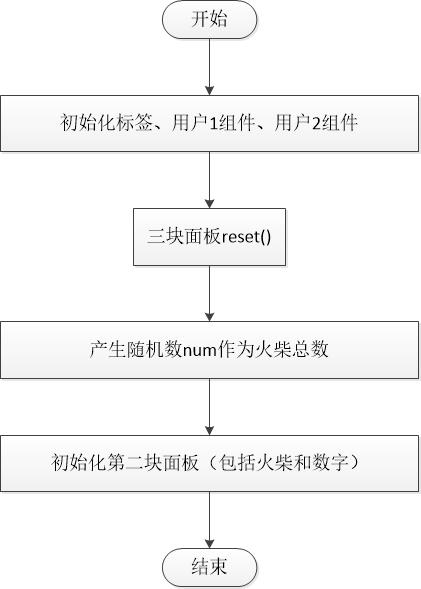 开始
初始化标签、用户1组件、用户2组件
三块面板reset()
产生随机数num作为火柴总数
初始化第二块面板（包括火柴和数字）
结束